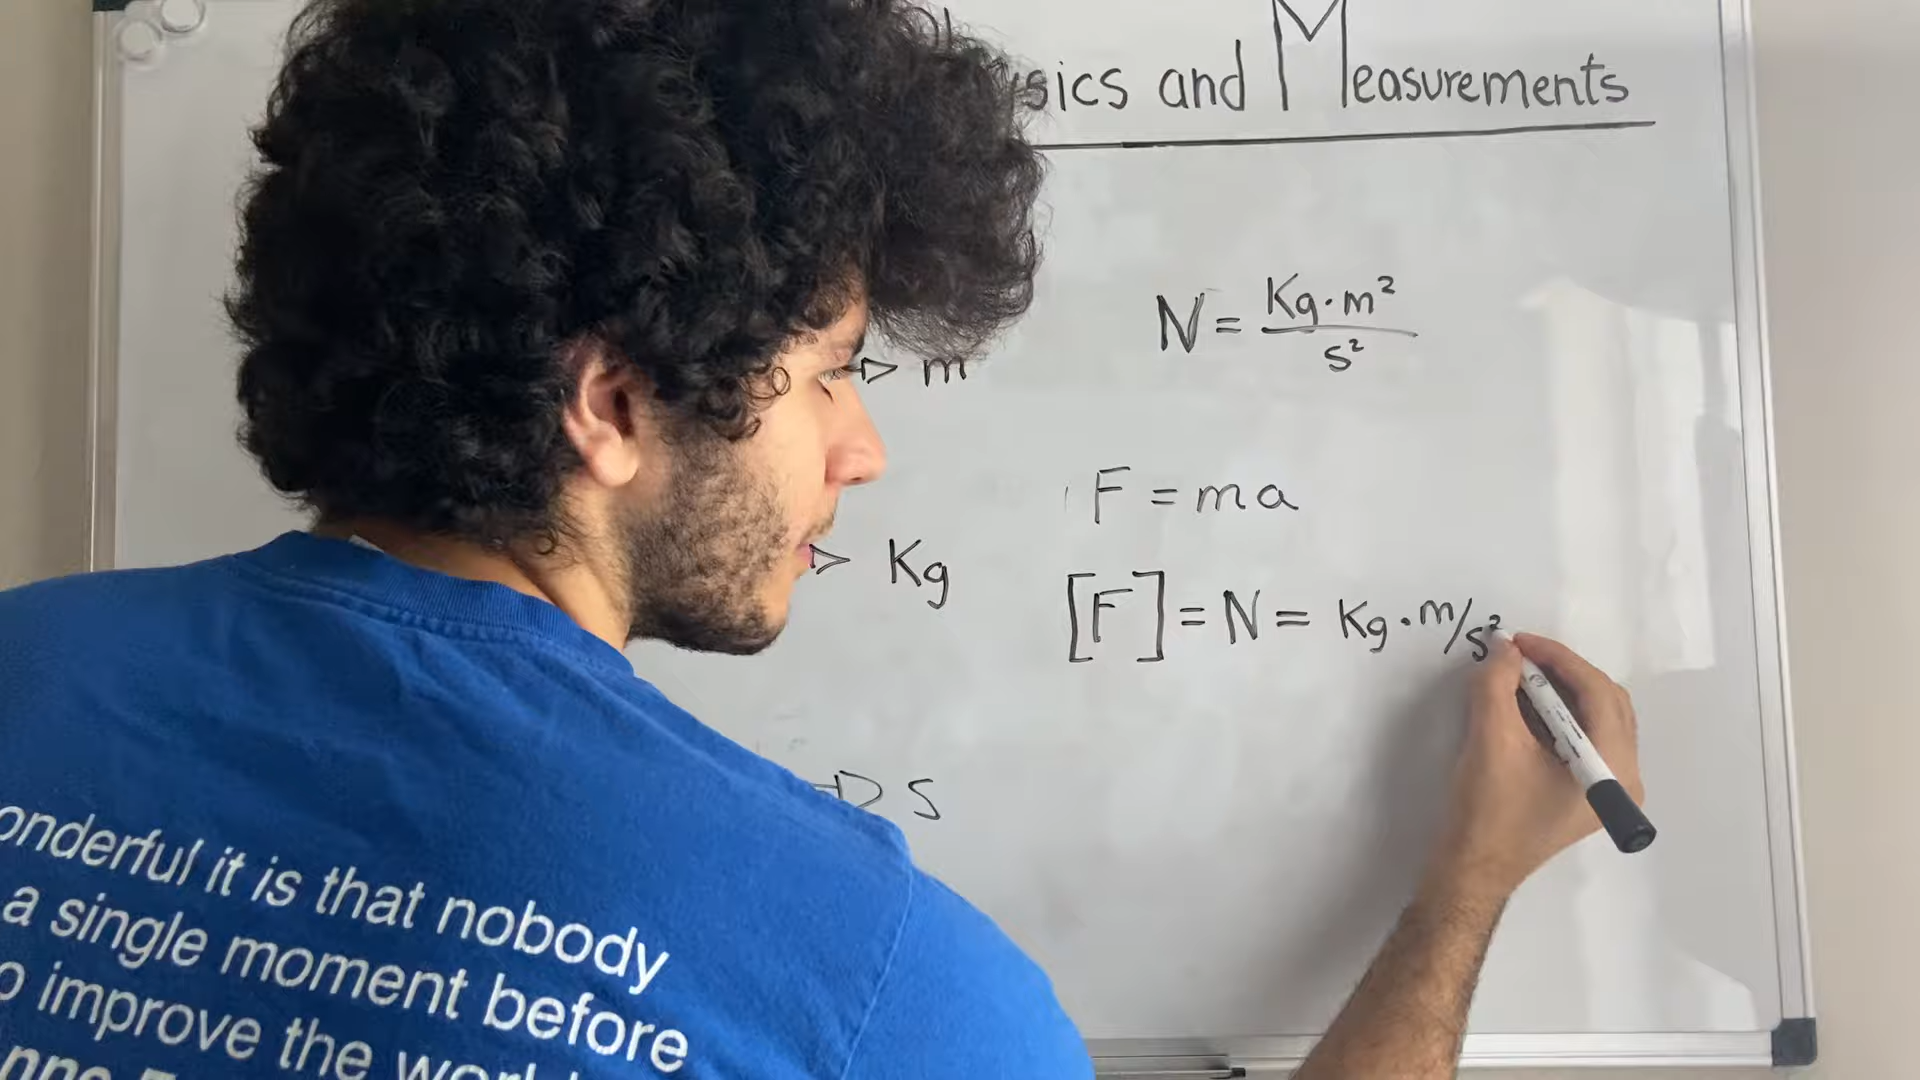 ysics and Measurements
N = Kg·m²
s²
m
F = ma
Kg
[F] = N = Kg·m/s²
s
onderful it is that nobody
a single moment before
o improve the